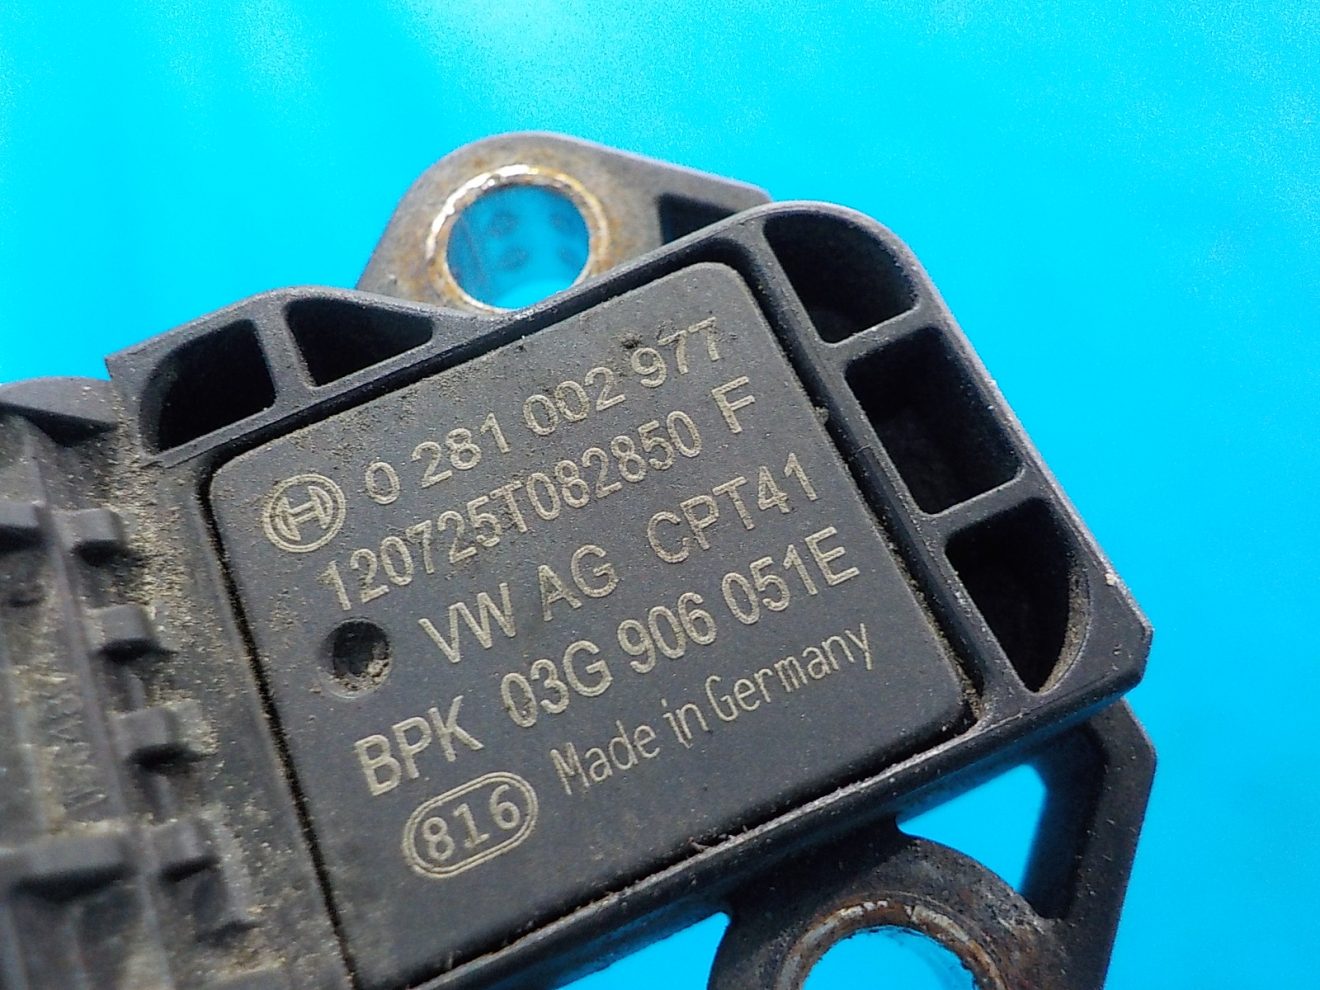 0 281 002 977
120725T082850 F
VW AG CPT41
BPK 03G 906 051E
816 Made in Germany